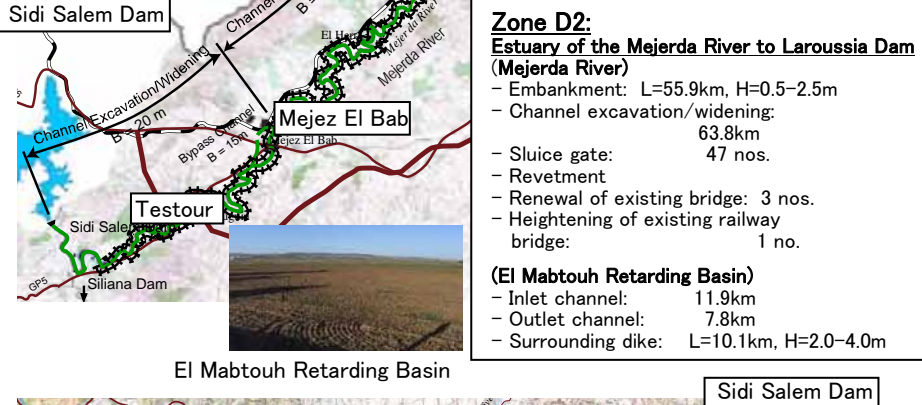 Sidi Salem Dam
Channel
B =
El Her
Mejerda River
Mejerda River
Channel Excavation/Widening
B = 20 m
Bypass Channel
B = 15m
Mejez El Bab
ejez El Bab
Testour
Sidi Sale
GP5
Siliana Dam
El Mabtouh Retarding Basin
Zone D2:
Estuary of the Mejerda River to Laroussia Dam
(Mejerda River)
- Embankment: L=55.9km, H=0.5-2.5m
- Channel excavation/widening:
63.8km
- Sluice gate: 47 nos.
- Revetment
- Renewal of existing bridge: 3 nos.
- Heightening of existing railway
bridge: 1 no.
(El Mabtouh Retarding Basin)
- Inlet channel: 11.9km
- Outlet channel: 7.8km
- Surrounding dike: L=10.1km, H=2.0-4.0m
Sidi Salem Dam